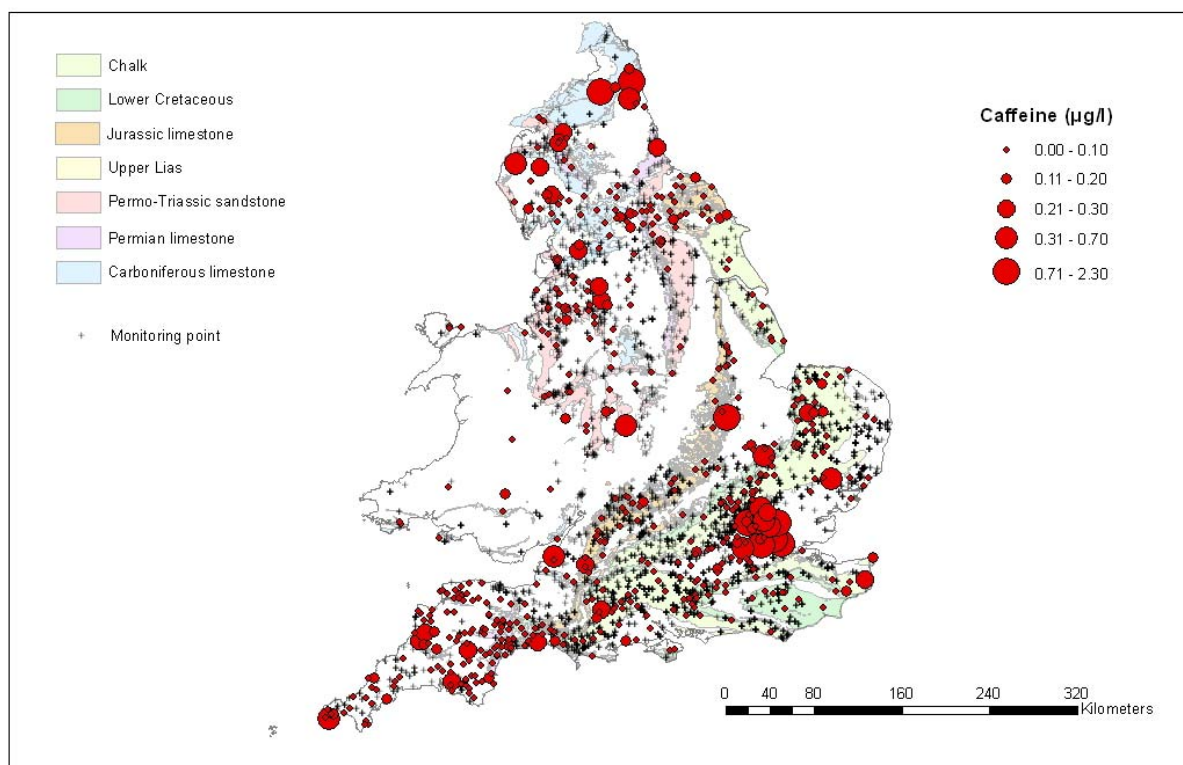 Chalk
Lower Cretaceous
Jurassic limestone
Upper Lias
Permo-Triassic sandstone
Permian limestone
Carboniferous limestone
Monitoring point
Caffeine (µg/l)
0.00 - 0.10
0.11 - 0.20
0.21 - 0.30
0.31 - 0.70
0.71 - 2.30
0 40 80 160 240 320
Kilometers